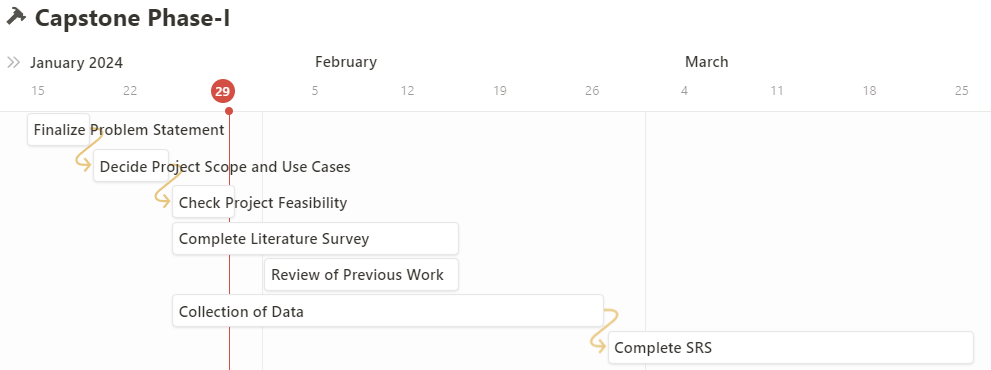 Capstone Phase-I
January 2024 February March
15 22 29 5 12 19 26 4 11 18 25
Finalize Problem Statement
Decide Project Scope and Use Cases
Check Project Feasibility
Complete Literature Survey
Review of Previous Work
Collection of Data
Complete SRS